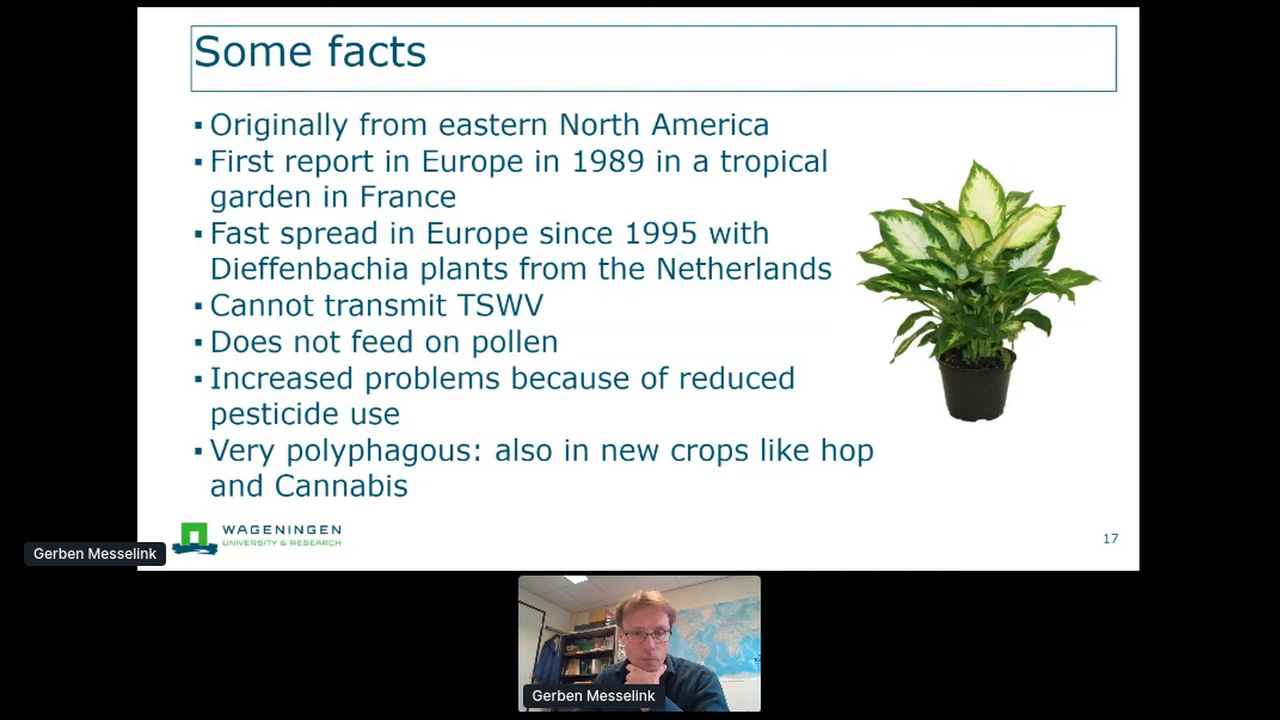 Some facts
▪ Originally from eastern North America
▪ First report in Europe in 1989 in a tropical
garden in France
▪ Fast spread in Europe since 1995 with
Dieffenbachia plants from the Netherlands
▪ Cannot transmit TSWV
▪ Does not feed on pollen
▪ Increased problems because of reduced
pesticide use
▪ Very polyphagous: also in new crops like hop
and Cannabis
WAGENINGEN
UNIVERSITY & RESEARCH
17
Gerben Messelink
Gerben Messelink